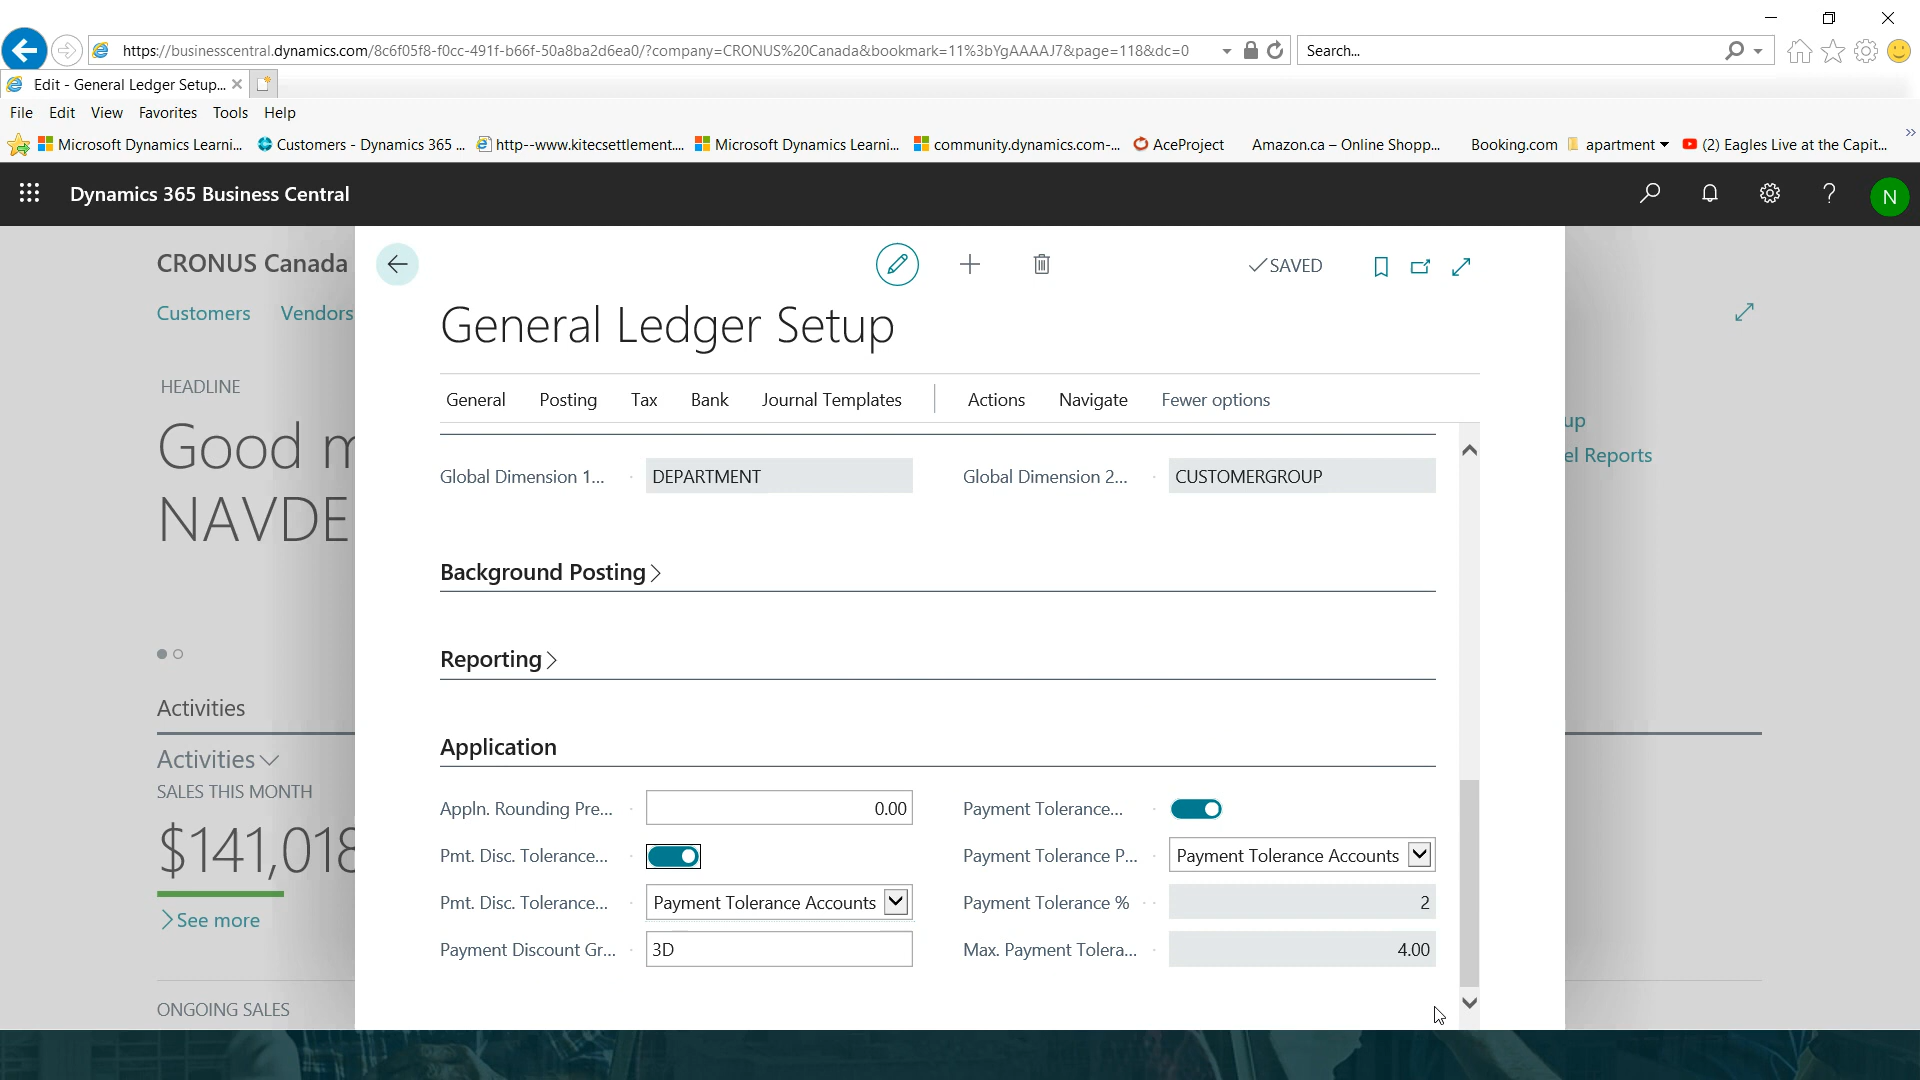 https://businesscentral.dynamics.com/8c6f05f8-f0cc-491f-b66f-50a8ba2d6ea0/?company=CRONUS%20Canada&bookmark=11%3bYgAAAAJ7&page=118&dc=0
Search...
Edit - General Ledger Setup...
File Edit View Favorites Tools Help
Microsoft Dynamics Learni... Customers - Dynamics 365 ... http--www.kitecsettlement.... Microsoft Dynamics Learni... community.dynamics.com-... AceProject Amazon.ca – Online Shopp... Booking.com apartment (2) Eagles Live at the Capit...
Dynamics 365 Business Central
? N
CRONUS Canada
SAVED
Customers Vendors
General Ledger Setup
HEADLINE
General Posting Tax Bank Journal Templates Actions Navigate Fewer options
Good m
NAVDE
up
el Reports
Global Dimension 1... DEPARTMENT Global Dimension 2... CUSTOMERGROUP
Background Posting
Reporting
Activities
Application
Activities
SALES THIS MONTH
$141,018
See more
Appln. Rounding Pre... 0.00 Payment Tolerance...
Pmt. Disc. Tolerance... Payment Tolerance P... Payment Tolerance Accounts
Pmt. Disc. Tolerance... Payment Tolerance Accounts Payment Tolerance % 2
Payment Discount Gr... 3D Max. Payment Tolera... 4.00
ONGOING SALES